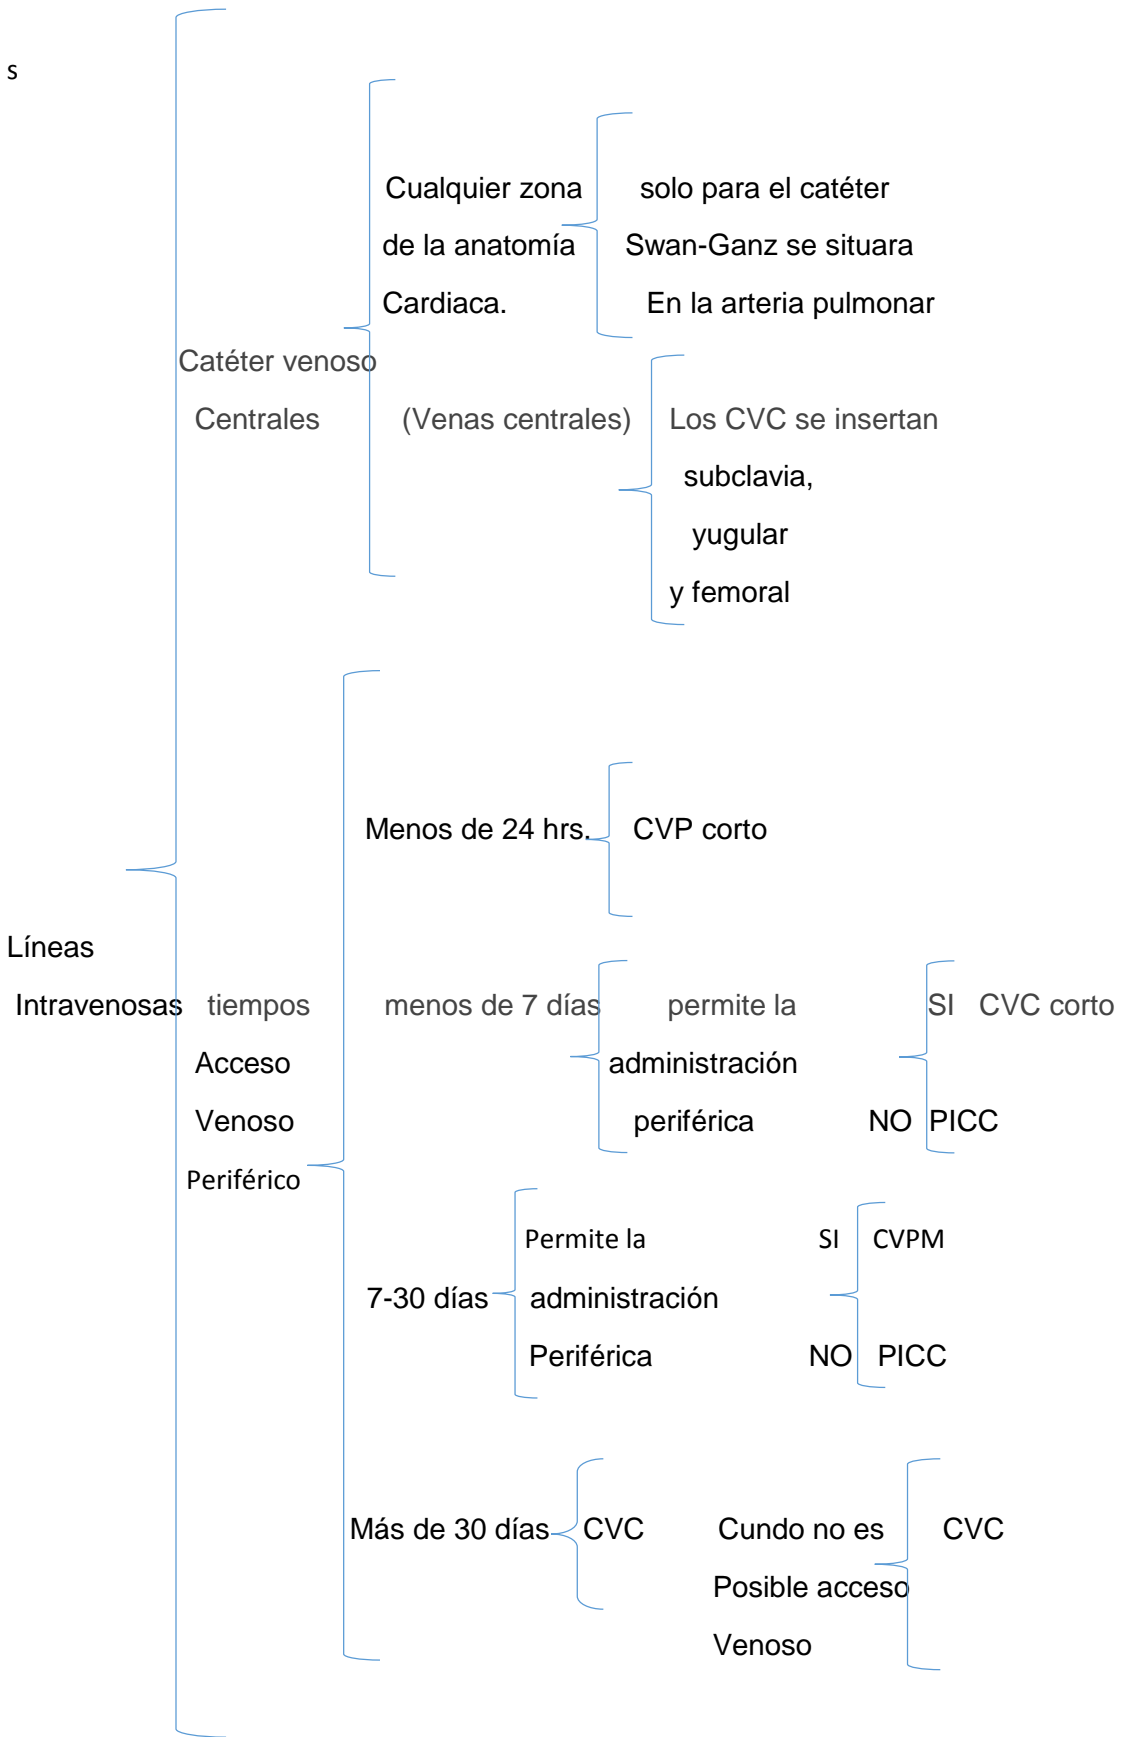 s
Cualquier zona solo para el catéter
de la anatomía Swan-Ganz se situara
Cardiaca. En la arteria pulmonar
Catéter venoso
Centrales (Venas centrales) Los CVC se insertan
subclavia,
yugular
y femoral
Menos de 24 hrs. CVP corto
Líneas
Intravenosas tiempos menos de 7 días permite la SI CVC corto
Acceso administración
Venoso periférica NO PICC
Periférico
Permite la SI CVPM
7-30 días administración
Periférica NO PICC
Más de 30 días CVC Cundo no es CVC
Posible acceso
Venoso